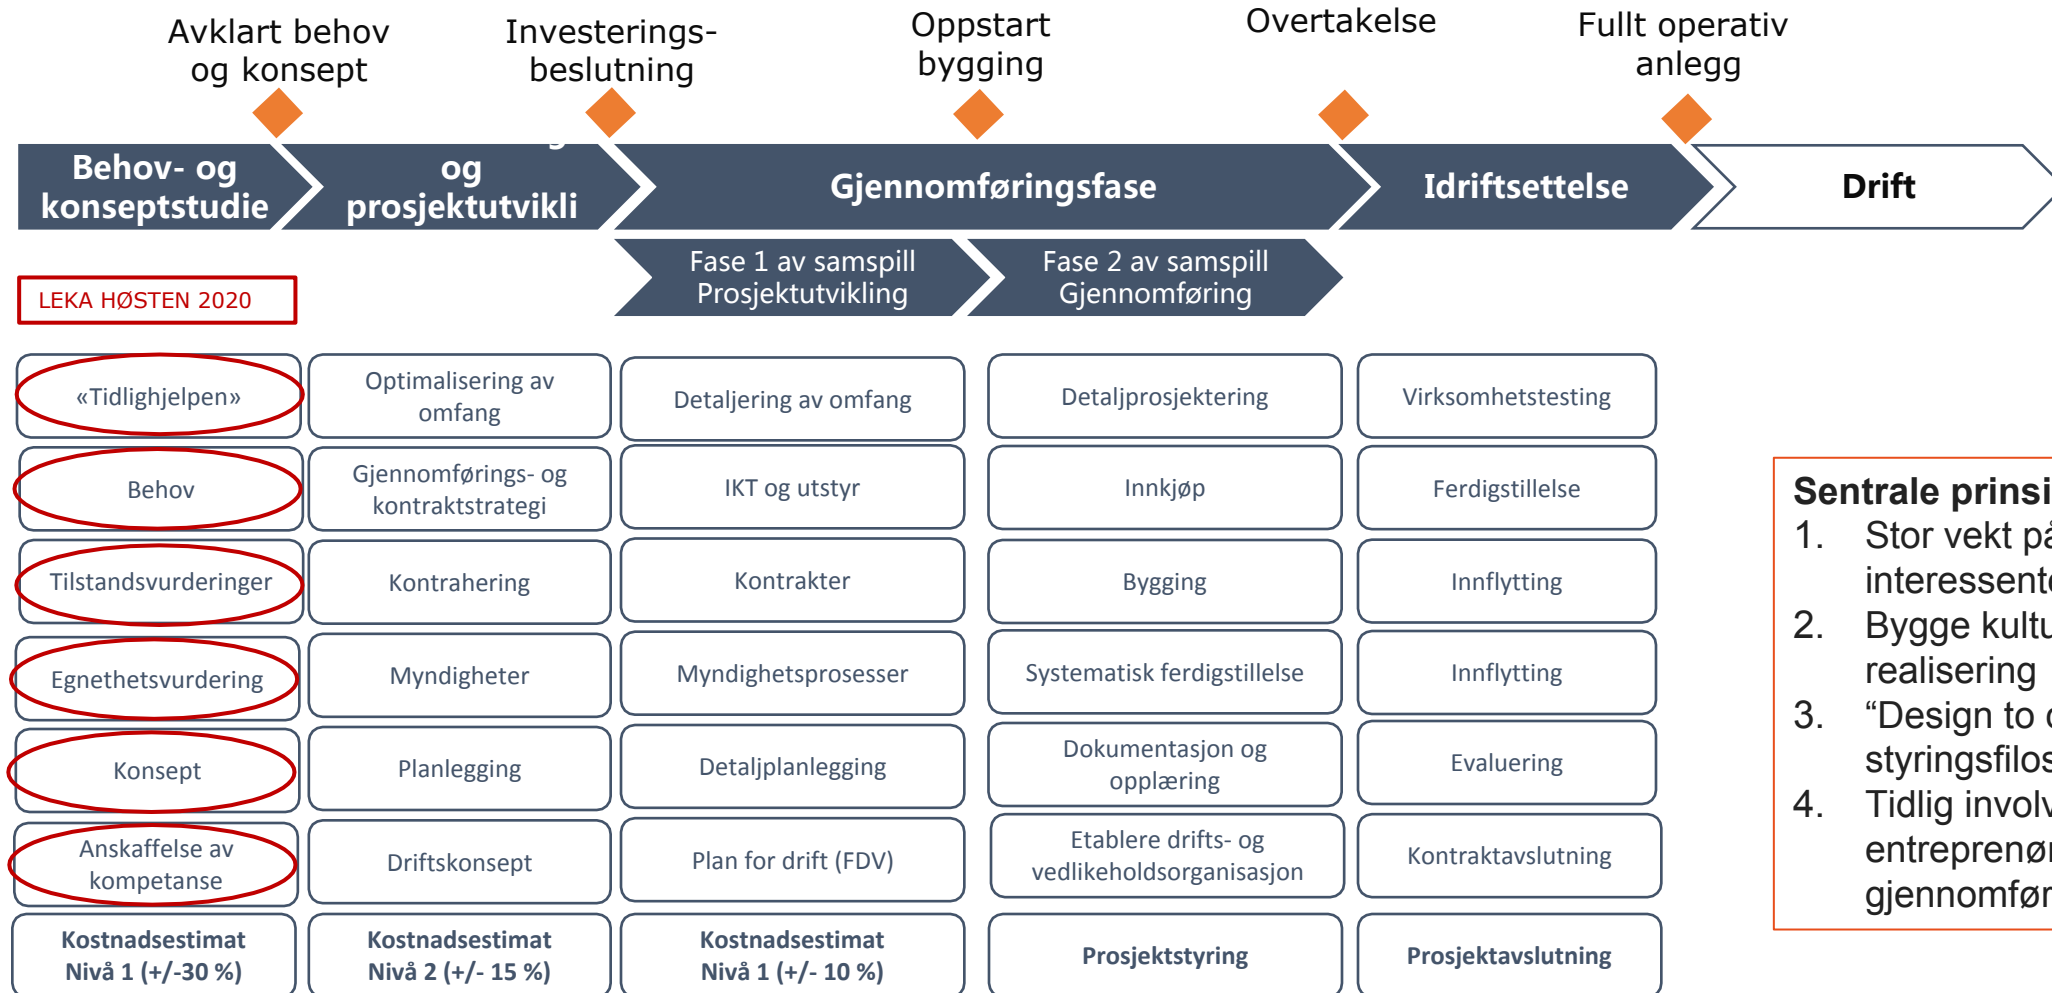 Avklart behov
og konsept
Investerings-
beslutning
Oppstart
bygging
Overtakelse
Fullt operativ
anlegg
Behov- og
konseptstudie
og
prosjektutvikli
Gjennomføringsfase
Idriftsettelse
Drift
Fase 1 av samspill
Prosjektutvikling
Fase 2 av samspill
Gjennomføring
LEKA HØSTEN 2020
«Tidlighjelpen»
Optimalisering av
omfang
Detaljering av omfang
Detaljprosjektering
Virksomhetstesting
Behov
Gjennomførings- og
kontraktstrategi
IKT og utstyr
Innkjøp
Ferdigstillelse
Tilstandsvurderinger
Kontrahering
Kontrakter
Bygging
Innflytting
Egnethetsvurdering
Myndigheter
Myndighetsprosesser
Systematisk ferdigstillelse
Innflytting
Konsept
Planlegging
Detaljplanlegging
Dokumentasjon og
opplæring
Evaluering
Anskaffelse av
kompetanse
Driftskonsept
Plan for drift (FDV)
Etablere drifts- og
vedlikeholdsorganisasjon
Kontraktavslutning
Kostnadsestimat
Nivå 1 (+/-30 %)
Kostnadsestimat
Nivå 2 (+/- 15 %)
Kostnadsestimat
Nivå 1 (+/- 10 %)
Prosjektstyring
Prosjektavslutning
Sentrale prinsi
1. Stor vekt på
interessente
2. Bygge kultu
realisering
3. “Design to
styringsfilos
4. Tidlig involv
entreprenør
gjennomfør